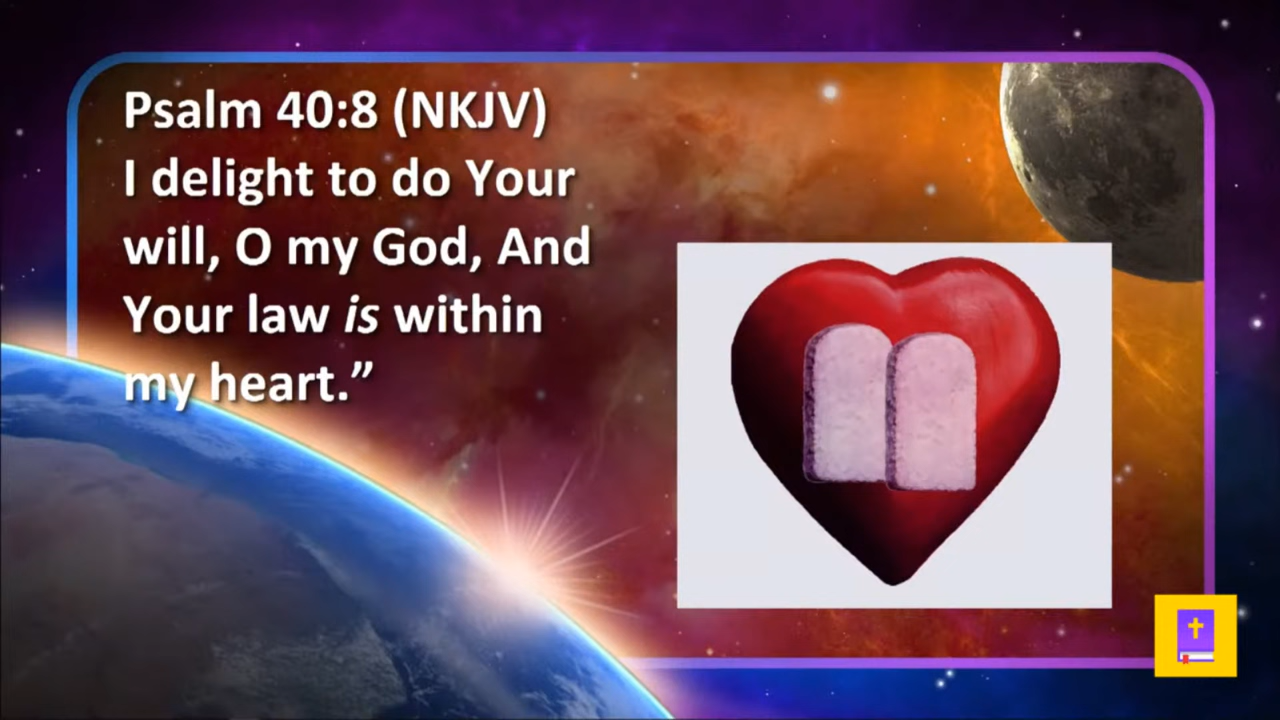 Psalm 40:8 (NKJV)
I delight to do Your
will, O my God, And
Your law is within
my heart.”